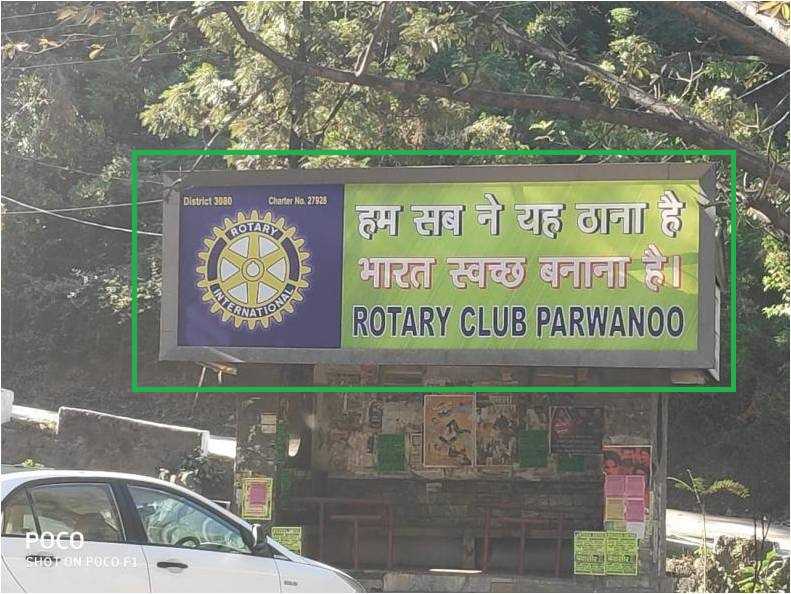 District 3080 Charter No. 27928
ROTARY
INTERNATIONAL
हम सब ने यह ठाना है
भारत स्वच्छ बनाना है।
ROTARY CLUB PARWANOO
POCO
SHOT ON POCO F1